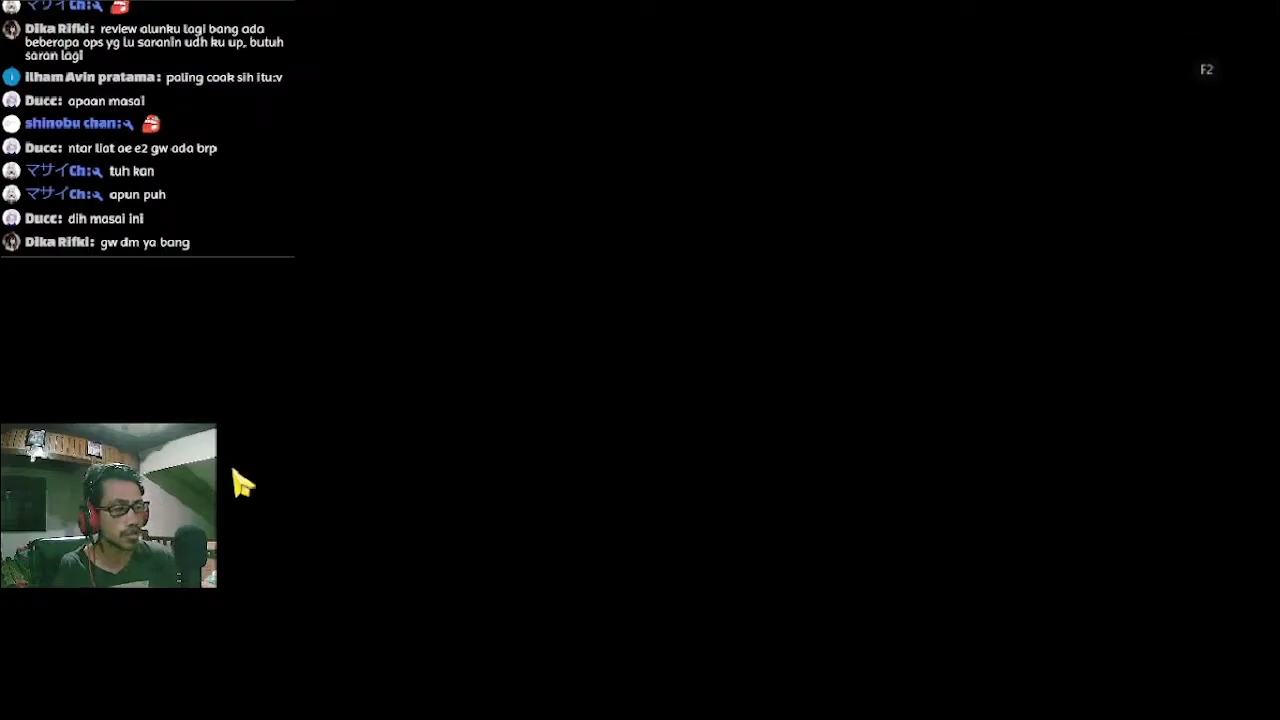 マサイCh:
Dika Rifki: review alunku lagi bang ada
beberapa ops yg lu saranin udh ku up, butuh
saran lagi
Ilham Avin pratama: paling coak sih itu:v
Ducc: apaan masai
shinobu chan:
Ducc: ntar liat ae e2 gw ada brp
マサイCh: tuh kan
マサイCh: apun puh
Ducc: dih masai ini
Dika Rifki: gw dm ya bang
F2